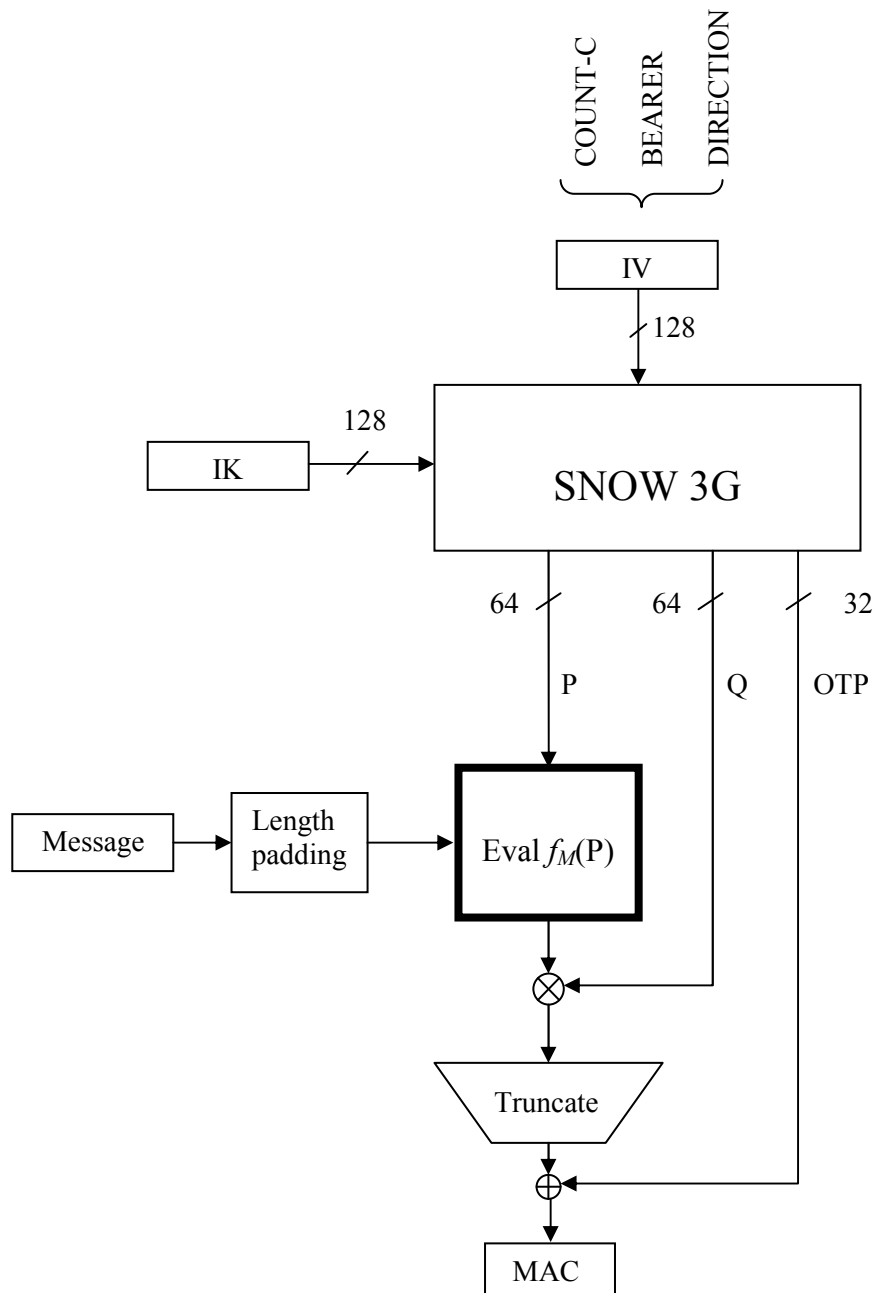 COUNT-C
BEARER
DIRECTION
IV
128
128
IK
SNOW 3G
64
64
32
P
Q
OTP
Length
padding
Message
Eval fM(P)
Truncate
MAC